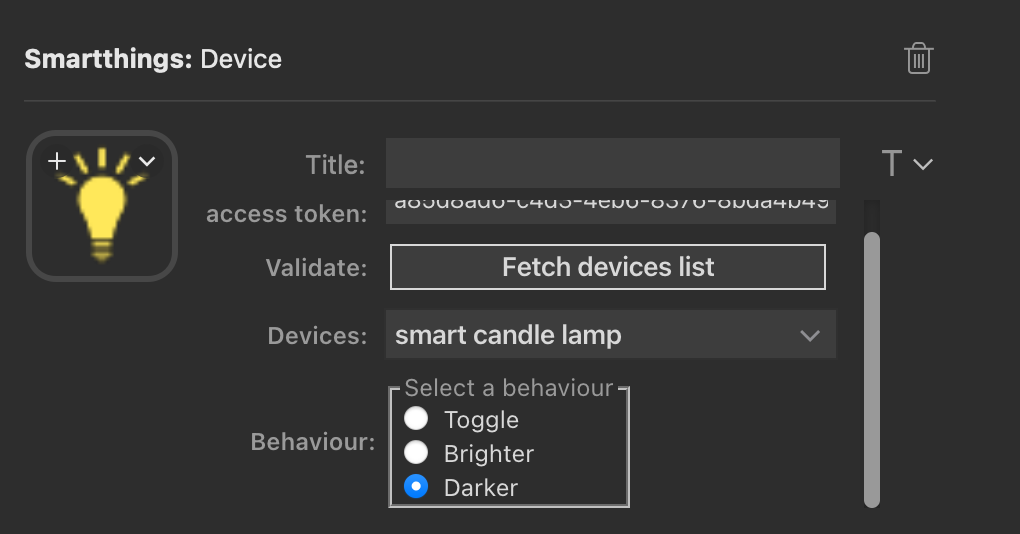 Smartthings: Device
Title:
T
access token: a85d8ad6-c4d3-4eb6-8376-8bda4b49
Validate: Fetch devices list
Devices: smart candle lamp
Select a behaviour
Behaviour:
Toggle
Brighter
Darker